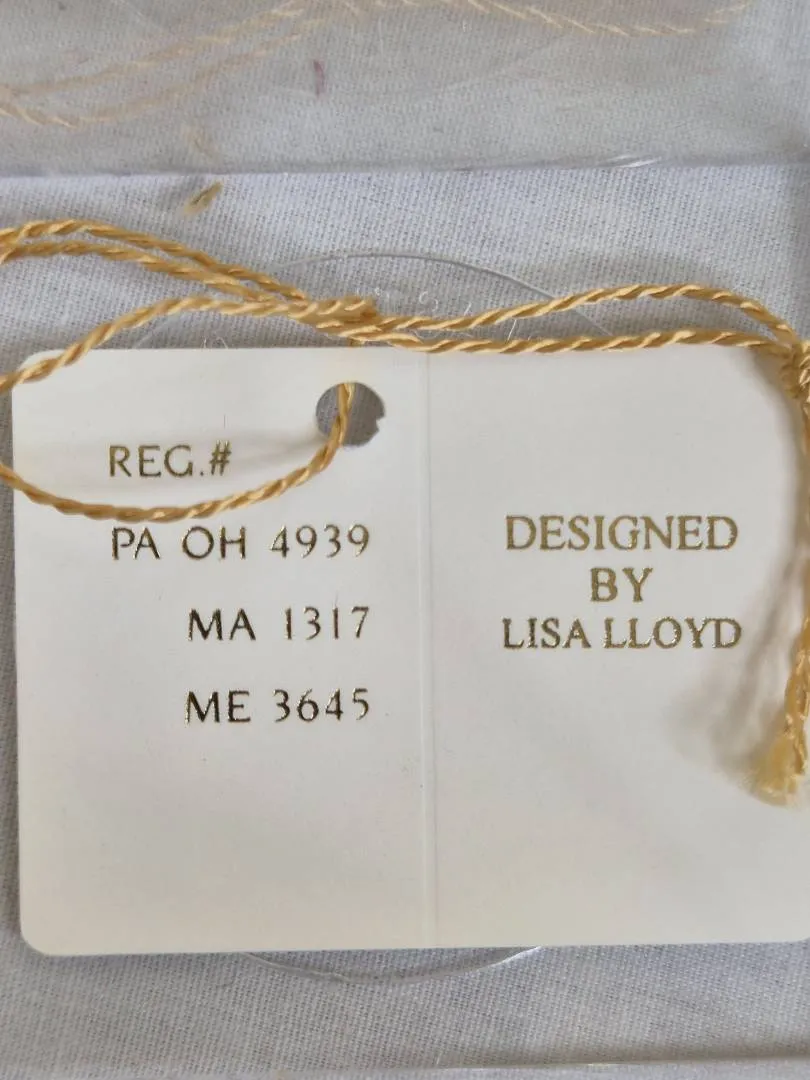 REG.#
PA OH 4939
MA 1317
ME 3645
DESIGNED
BY
LISA LLOYD